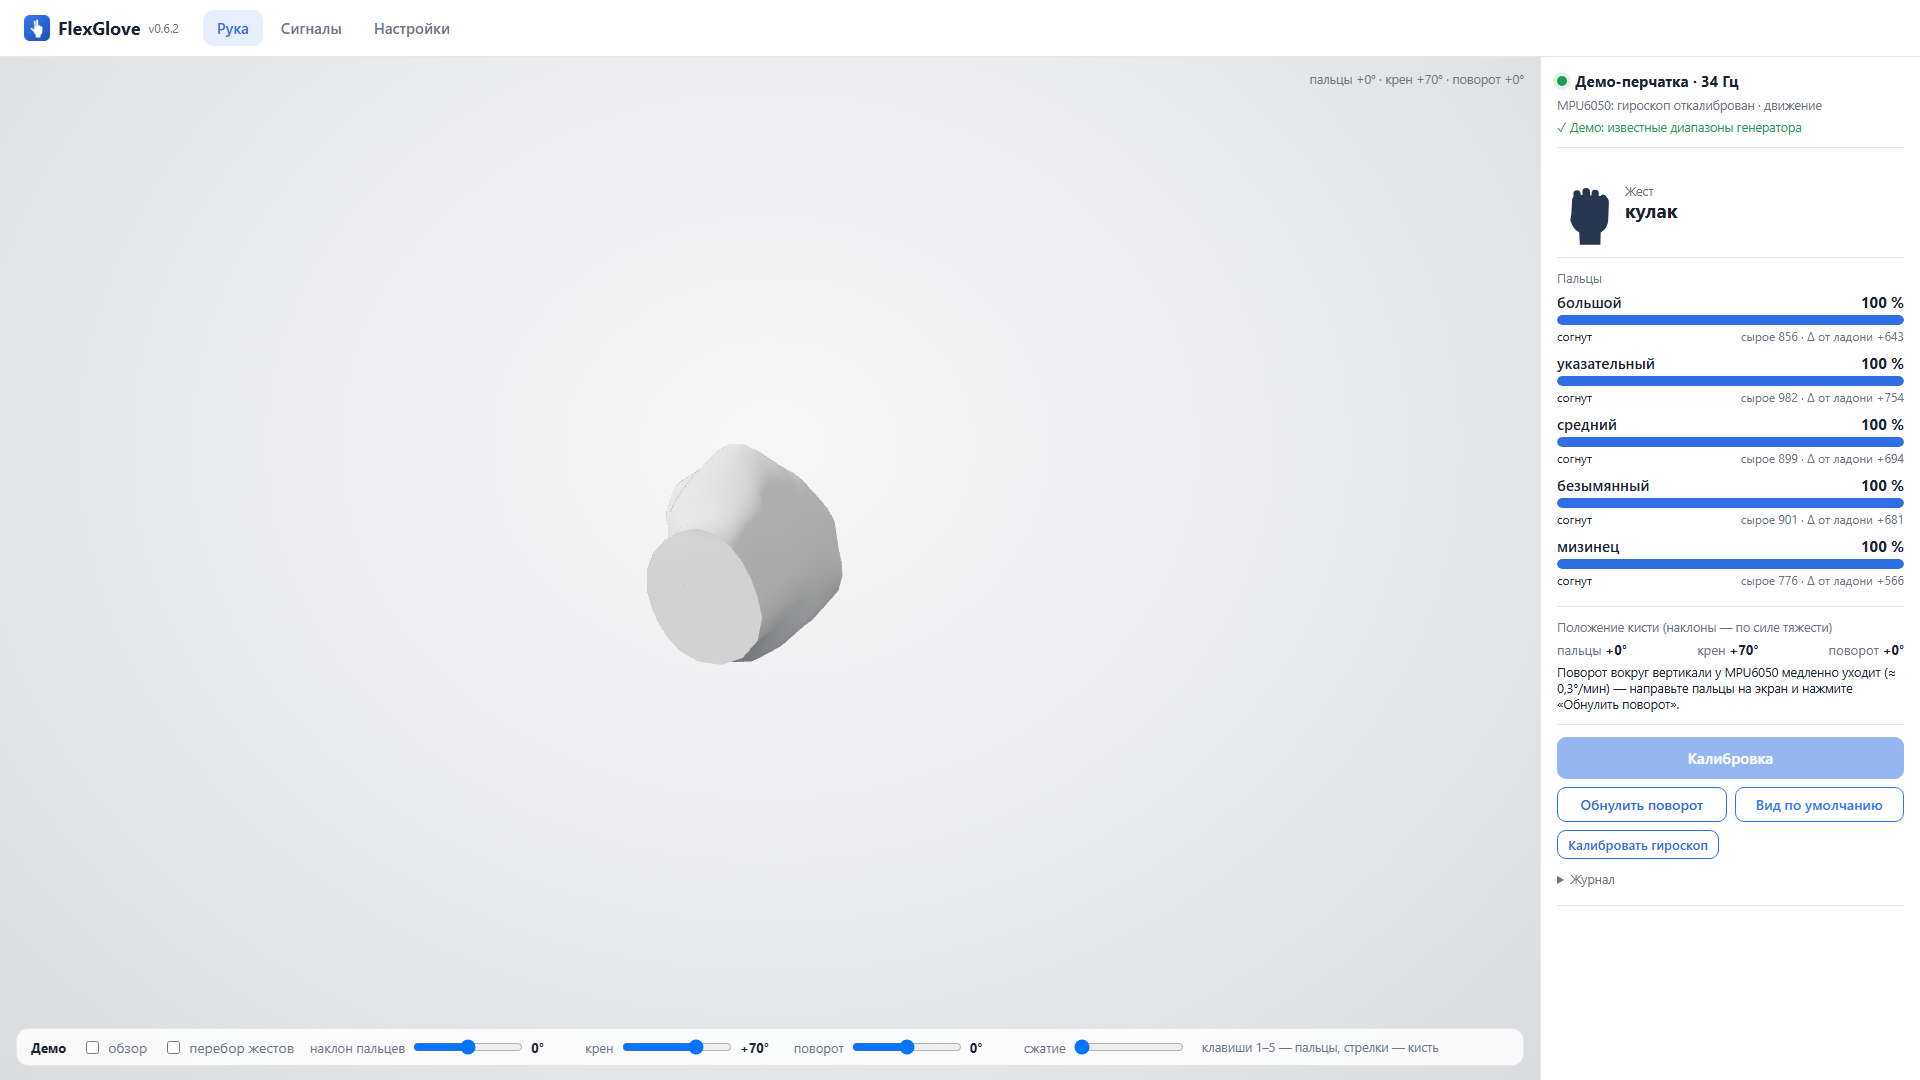 FlexGlove v0.6.2 Рука Сигналы Настройки
пальцы +0° · крен +70° · поворот +0°
Демо-перчатка · 34 Гц
MPU6050: гироскоп откалиброван · движение
✓ Демо: известные диапазоны генератора
Жест
кулак
Пальцы
большой 100 %
согнут сырое 856 · Δ от ладони +643
указательный 100 %
согнут сырое 982 · Δ от ладони +754
средний 100 %
согнут сырое 899 · Δ от ладони +694
безымянный 100 %
согнут сырое 901 · Δ от ладони +681
мизинец 100 %
согнут сырое 776 · Δ от ладони +566
Положение кисти (наклоны — по силе тяжести)
пальцы +0° крен +70° поворот +0°
Поворот вокруг вертикали у MPU6050 медленно уходит (≈
0,3°/мин) — направьте пальцы на экран и нажмите
«Обнулить поворот».
Калибровка
Обнулить поворот Вид по умолчанию
Калибровать гироскоп
Журнал
Демо обзор перебор жестов наклон пальцев 0° крен +70° поворот 0° сжатие клавиши 1–5 — пальцы, стрелки — кисть